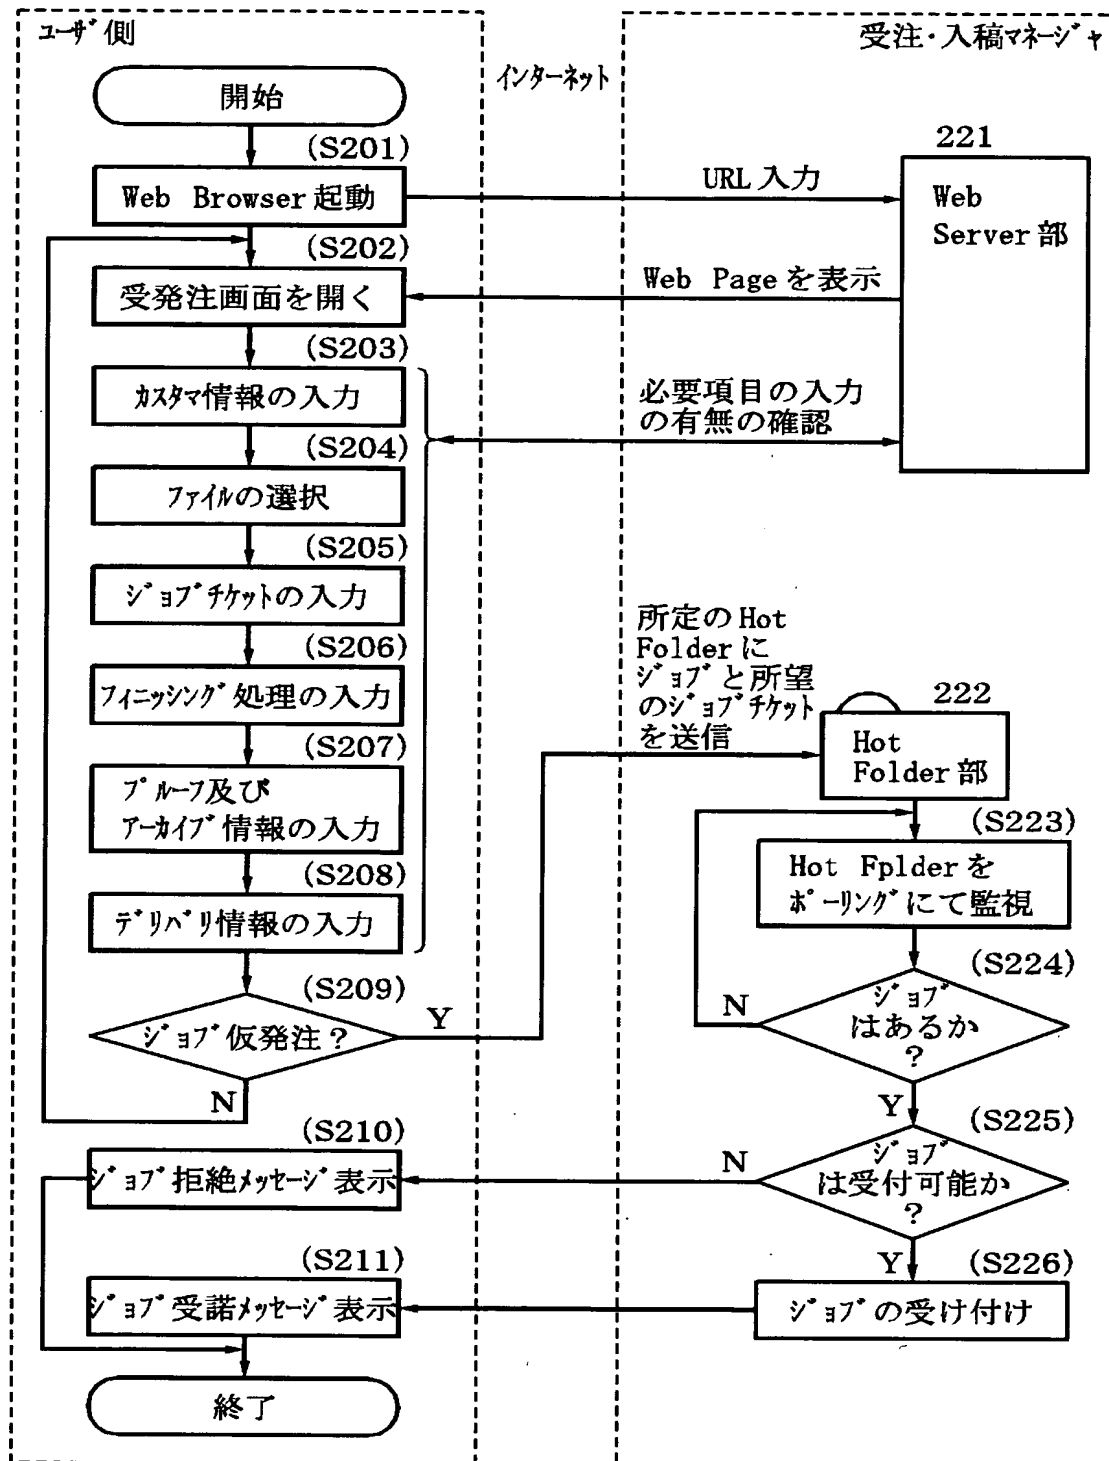 ユーザ側
インターネット
受注・入稿マネージャ
開始
(S201)
Web Browser起動
URL入力
221
Web
Server部
(S202)
受発注画面を開く
Web Pageを表示
(S203)
カスタマ情報の入力
必要項目の入力
の有無の確認
(S204)
ファイルの選択
(S205)
ジョブチケットの入力
(S206)
フィニッシング処理の入力
(S207)
プルーフ及び
アーカイブ情報の入力
(S208)
デリバリ情報の入力
(S209)
ジョブ仮発注?
Y
N
所定のHot
Folderに
ジョブと所望
のジョブチケット
を送信
222
Hot
Folder部
(S223)
Hot Fplderを
ポーリングにて監視
(S224)
ジョブ
はあるか
?
N
Y
(S225)
ジョブ
は受付可能か
?
N
Y
(S210)
ジョブ拒絶メッセージ表示
(S226)
ジョブの受け付け
(S211)
ジョブ受諾メッセージ表示
終了